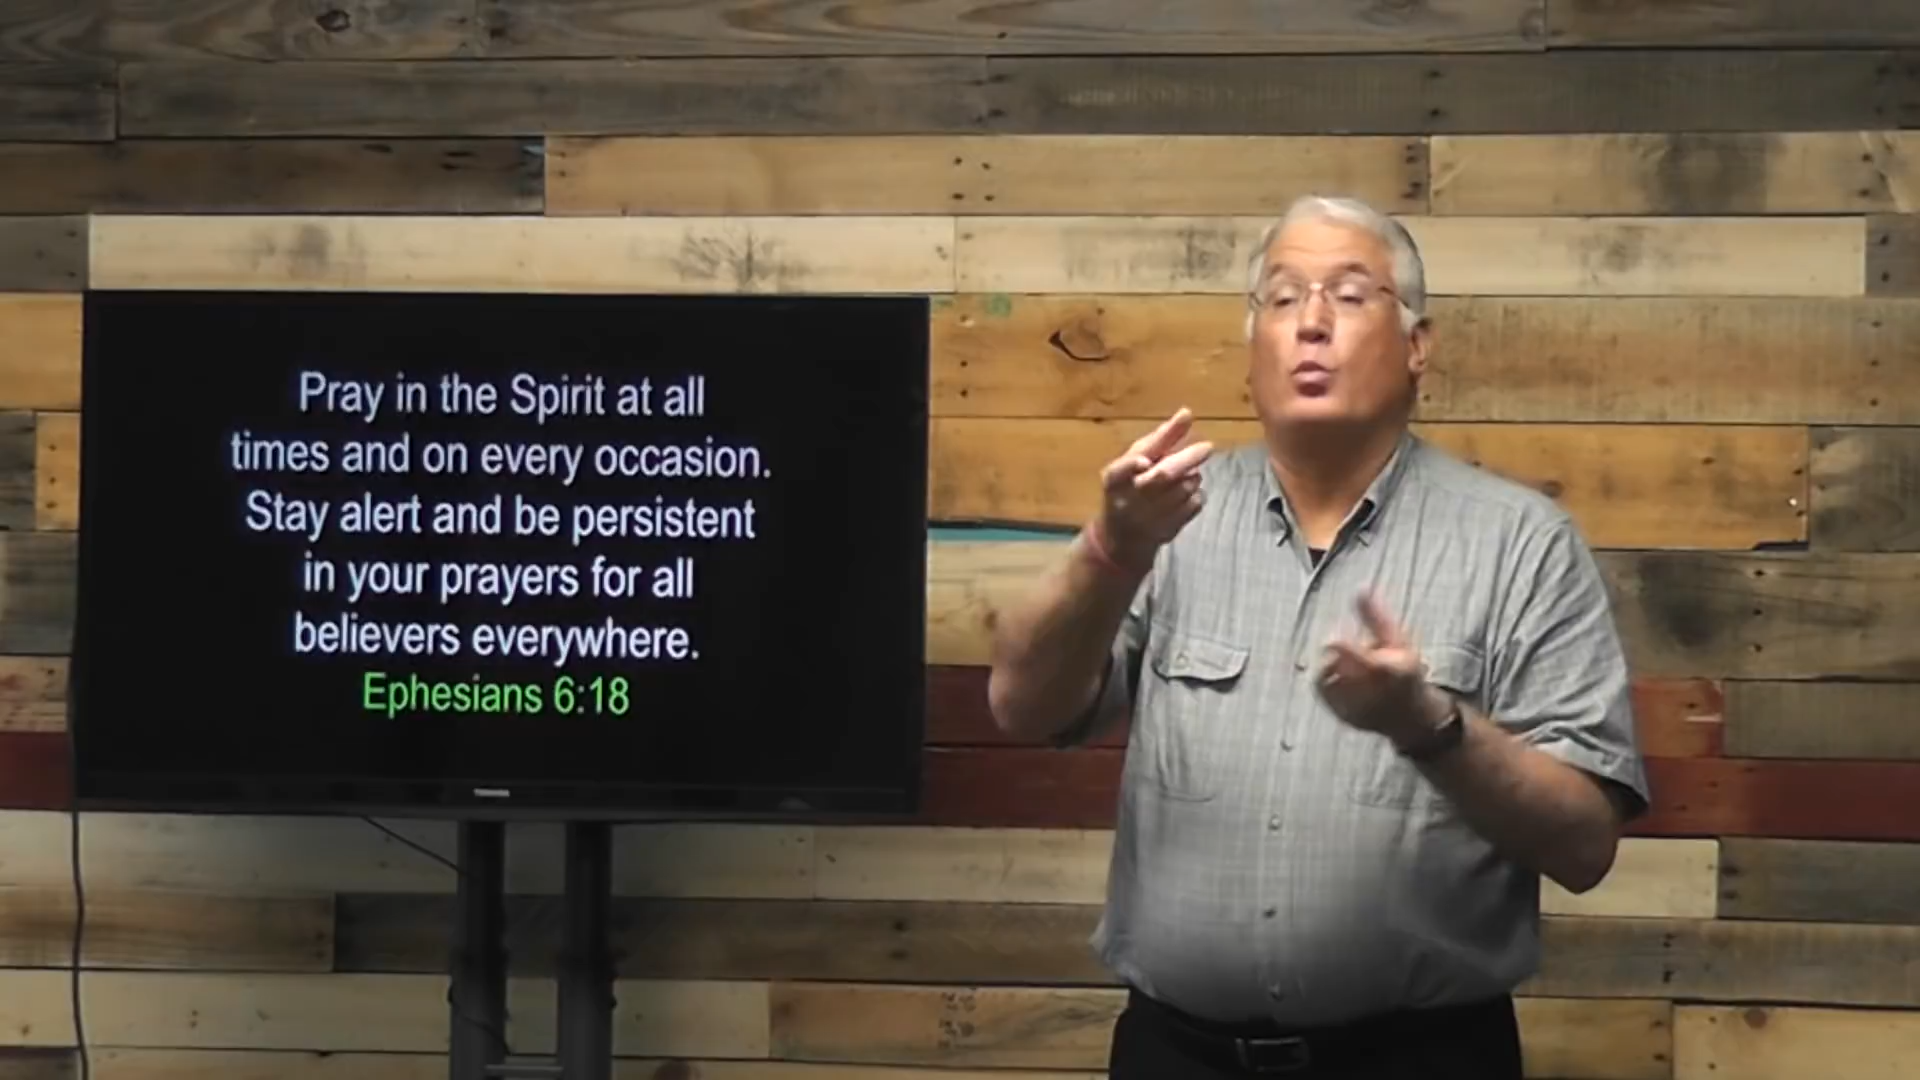 Pray in the Spirit at all
times and on every occasion.
Stay alert and be persistent
in your prayers for all
believers everywhere.
Ephesians 6:18
TOSHIBA